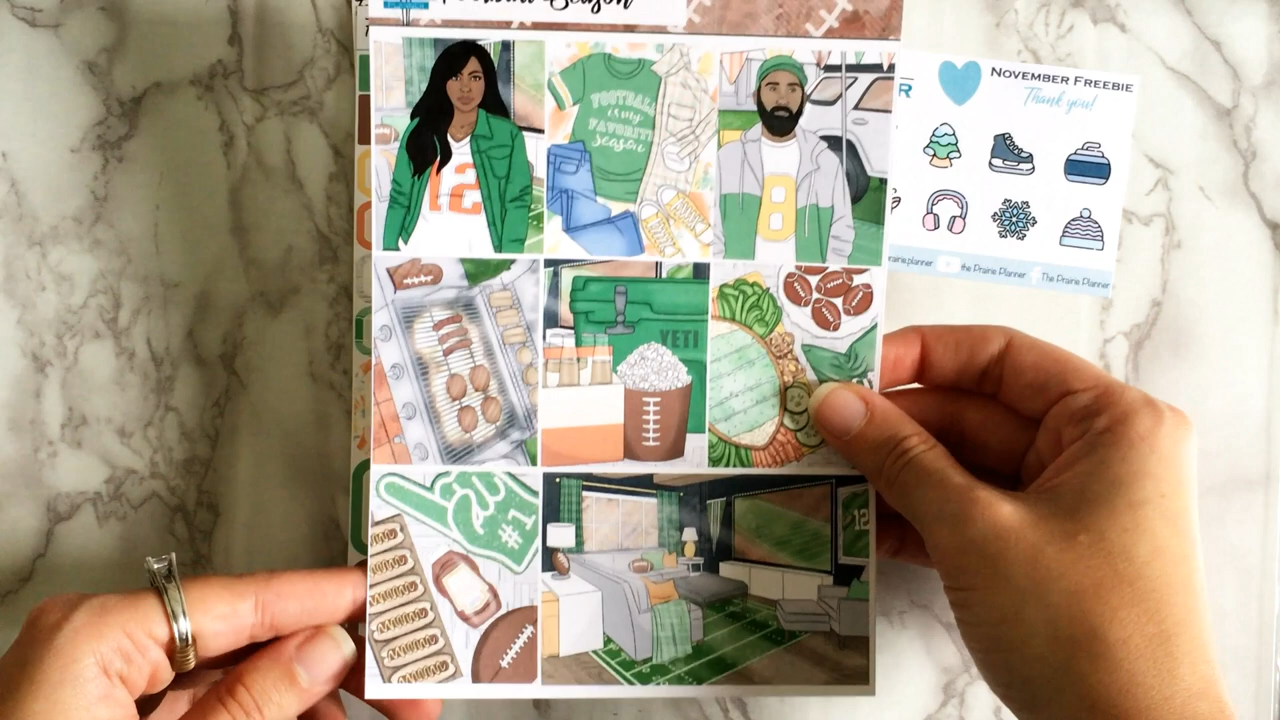 Season
12
FOOTBALL
is my
FAVORITE
season
8
YETI
#1
12
NOVEMBER FREEBIE
Thank you!
the Prairie Planner
The Prairie Planner